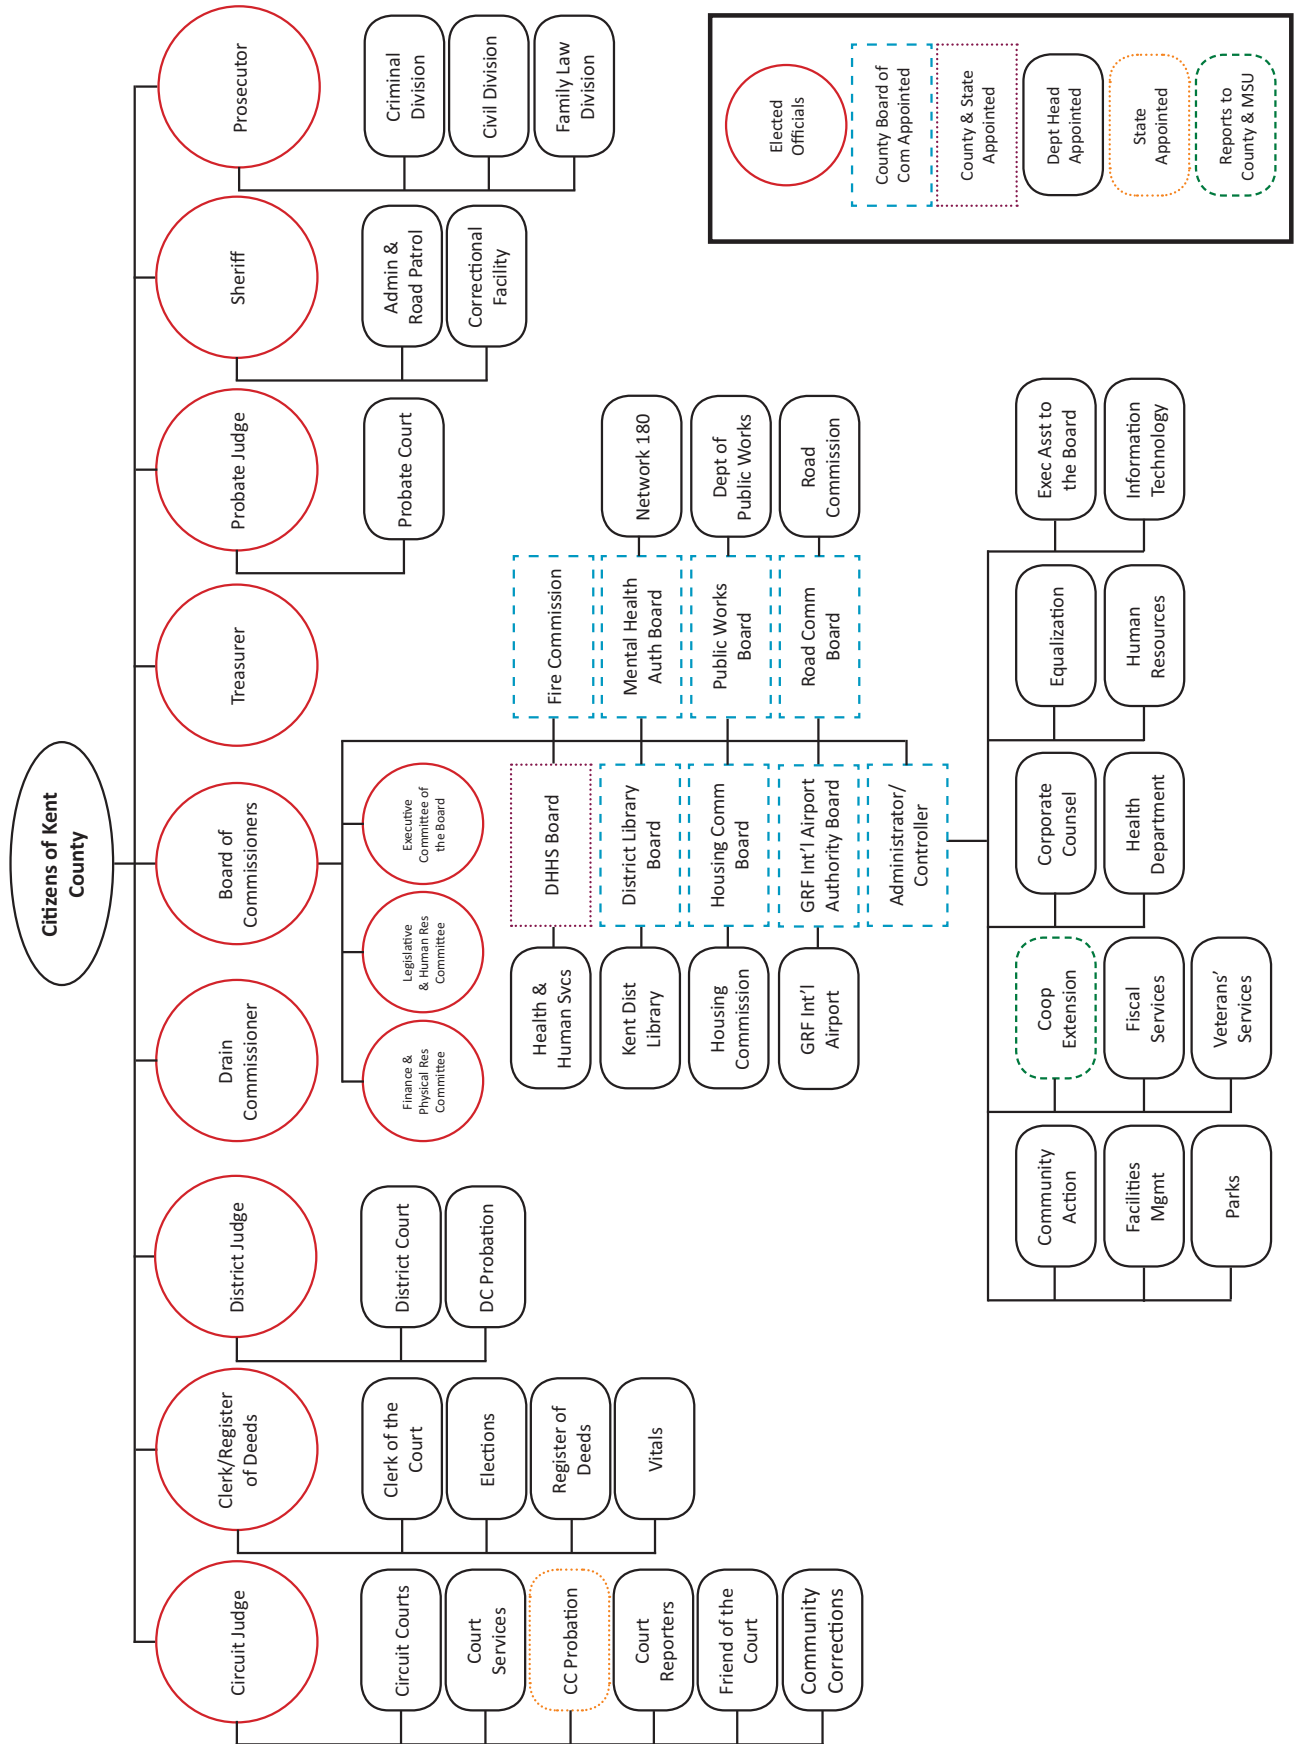 Citizens of Kent
County
Circuit Judge
Clerk/Register
of Deeds
District Judge
Drain
Commissioner
Board of
Commissioners
Treasurer
Probate Judge
Sheriff
Prosecutor
Circuit Courts
Court
Services
CC Probation
Court
Reporters
Friend of the
Court
Community
Corrections
Clerk of the
Court
Elections
Register of
Deeds
Vitals
District Court
DC Probation
Finance &
Physical Res
Committee
Legislative
& Human Res
Committee
Executive
Committee of
the Board
Probate Court
Admin &
Road Patrol
Correctional
Facility
Criminal
Division
Civil Division
Family Law
Division
Health &
Human Svcs
DHHS Board
Fire Commission
Kent Dist
Library
District Library
Board
Mental Health
Auth Board
Network 180
Housing
Commission
Housing Comm
Board
Public Works
Board
Dept of
Public Works
GRF Int'l
Airport
GRF Int'l Airport
Authority Board
Road Comm
Board
Road
Commission
Administrator/
Controller
Community
Action
Coop
Extension
Corporate
Counsel
Equalization
Exec Asst to
the Board
Facilities
Mgmt
Fiscal
Services
Health
Department
Human
Resources
Information
Technology
Parks
Veterans'
Services
Elected
Officials
County Board of
Com Appointed
County & State
Appointed
Dept Head
Appointed
State
Appointed
Reports to
County & MSU